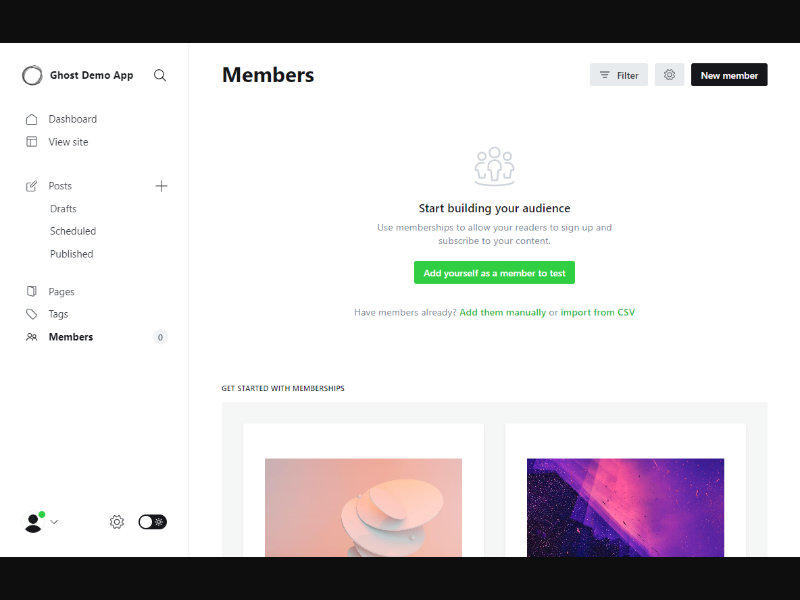 Ghost Demo App
Members
Filter
New member
Dashboard
View site
Posts
Drafts
Scheduled
Published
Pages
Tags
Members 0
Start building your audience
Use memberships to allow your readers to sign up and
subscribe to your content.
Add yourself as a member to test
Have members already? Add them manually or import from CSV
GET STARTED WITH MEMBERSHIPS